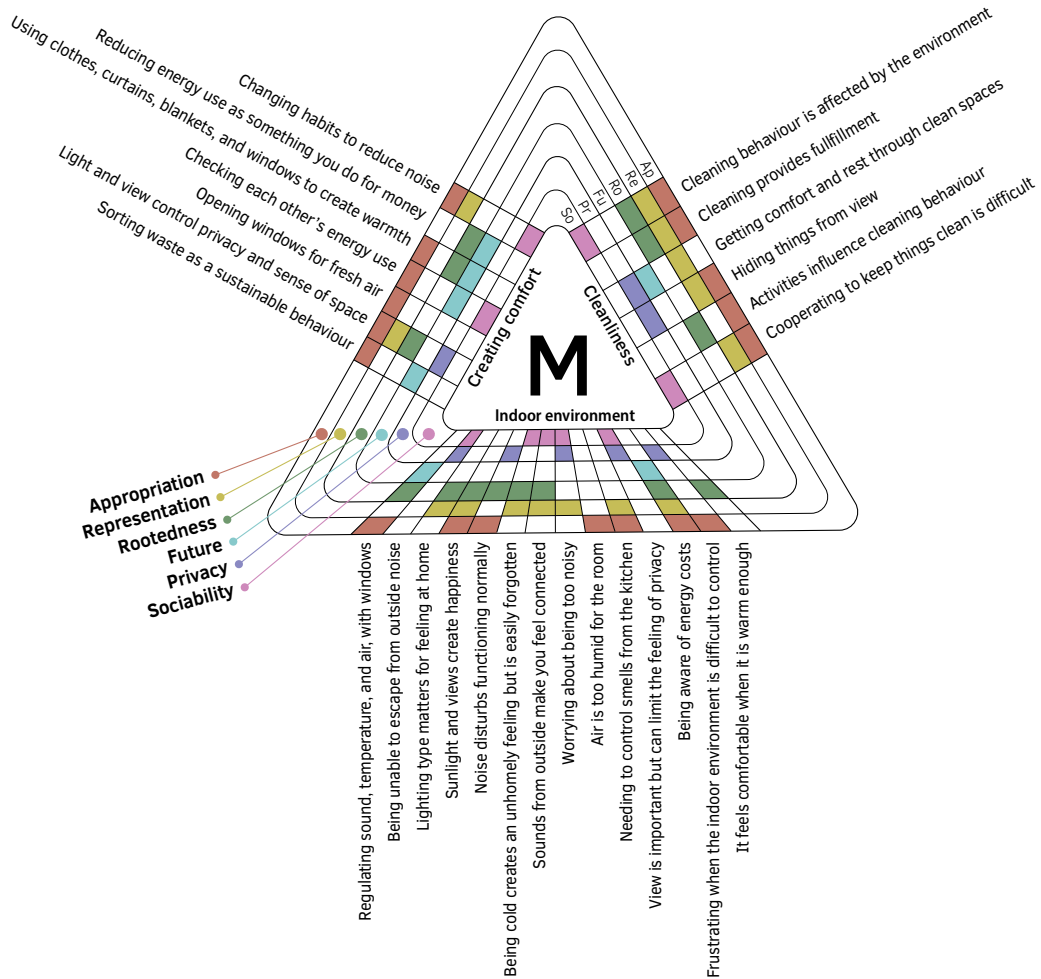 Changing habits to reduce noise
Reducing energy use as something you do for money
Using clothes, curtains, blankets, and windows to create warmth
Checking each other's energy use
Opening windows for fresh air
Light and view control privacy and sense of space
Sorting waste as a sustainable behaviour
Cleaning behaviour is affected by the environment
Cleaning provides fullfillment
Getting comfort and rest through clean spaces
Hiding things from view
Activities influence cleaning behaviour
Cooperating to keep things clean is difficult
Ap
Re
Ro
Fu
Pr
So
Creating comfort
Cleanliness
M
Indoor environment
Appropriation
Representation
Rootedness
Future
Privacy
Sociability
Regulating sound, temperature, and air, with windows
Being unable to escape from outside noise
Lighting type matters for feeling at home
Sunlight and views create happiness
Noise disturbs functioning normally
Being cold creates an unhomely feeling but is easily forgotten
Sounds from outside make you feel connected
Worrying about being too noisy
Air is too humid for the room
Needing to control smells from the kitchen
View is important but can limit the feeling of privacy
Being aware of energy costs
Frustrating when the indoor environment is difficult to control
It feels comfortable when it is warm enough